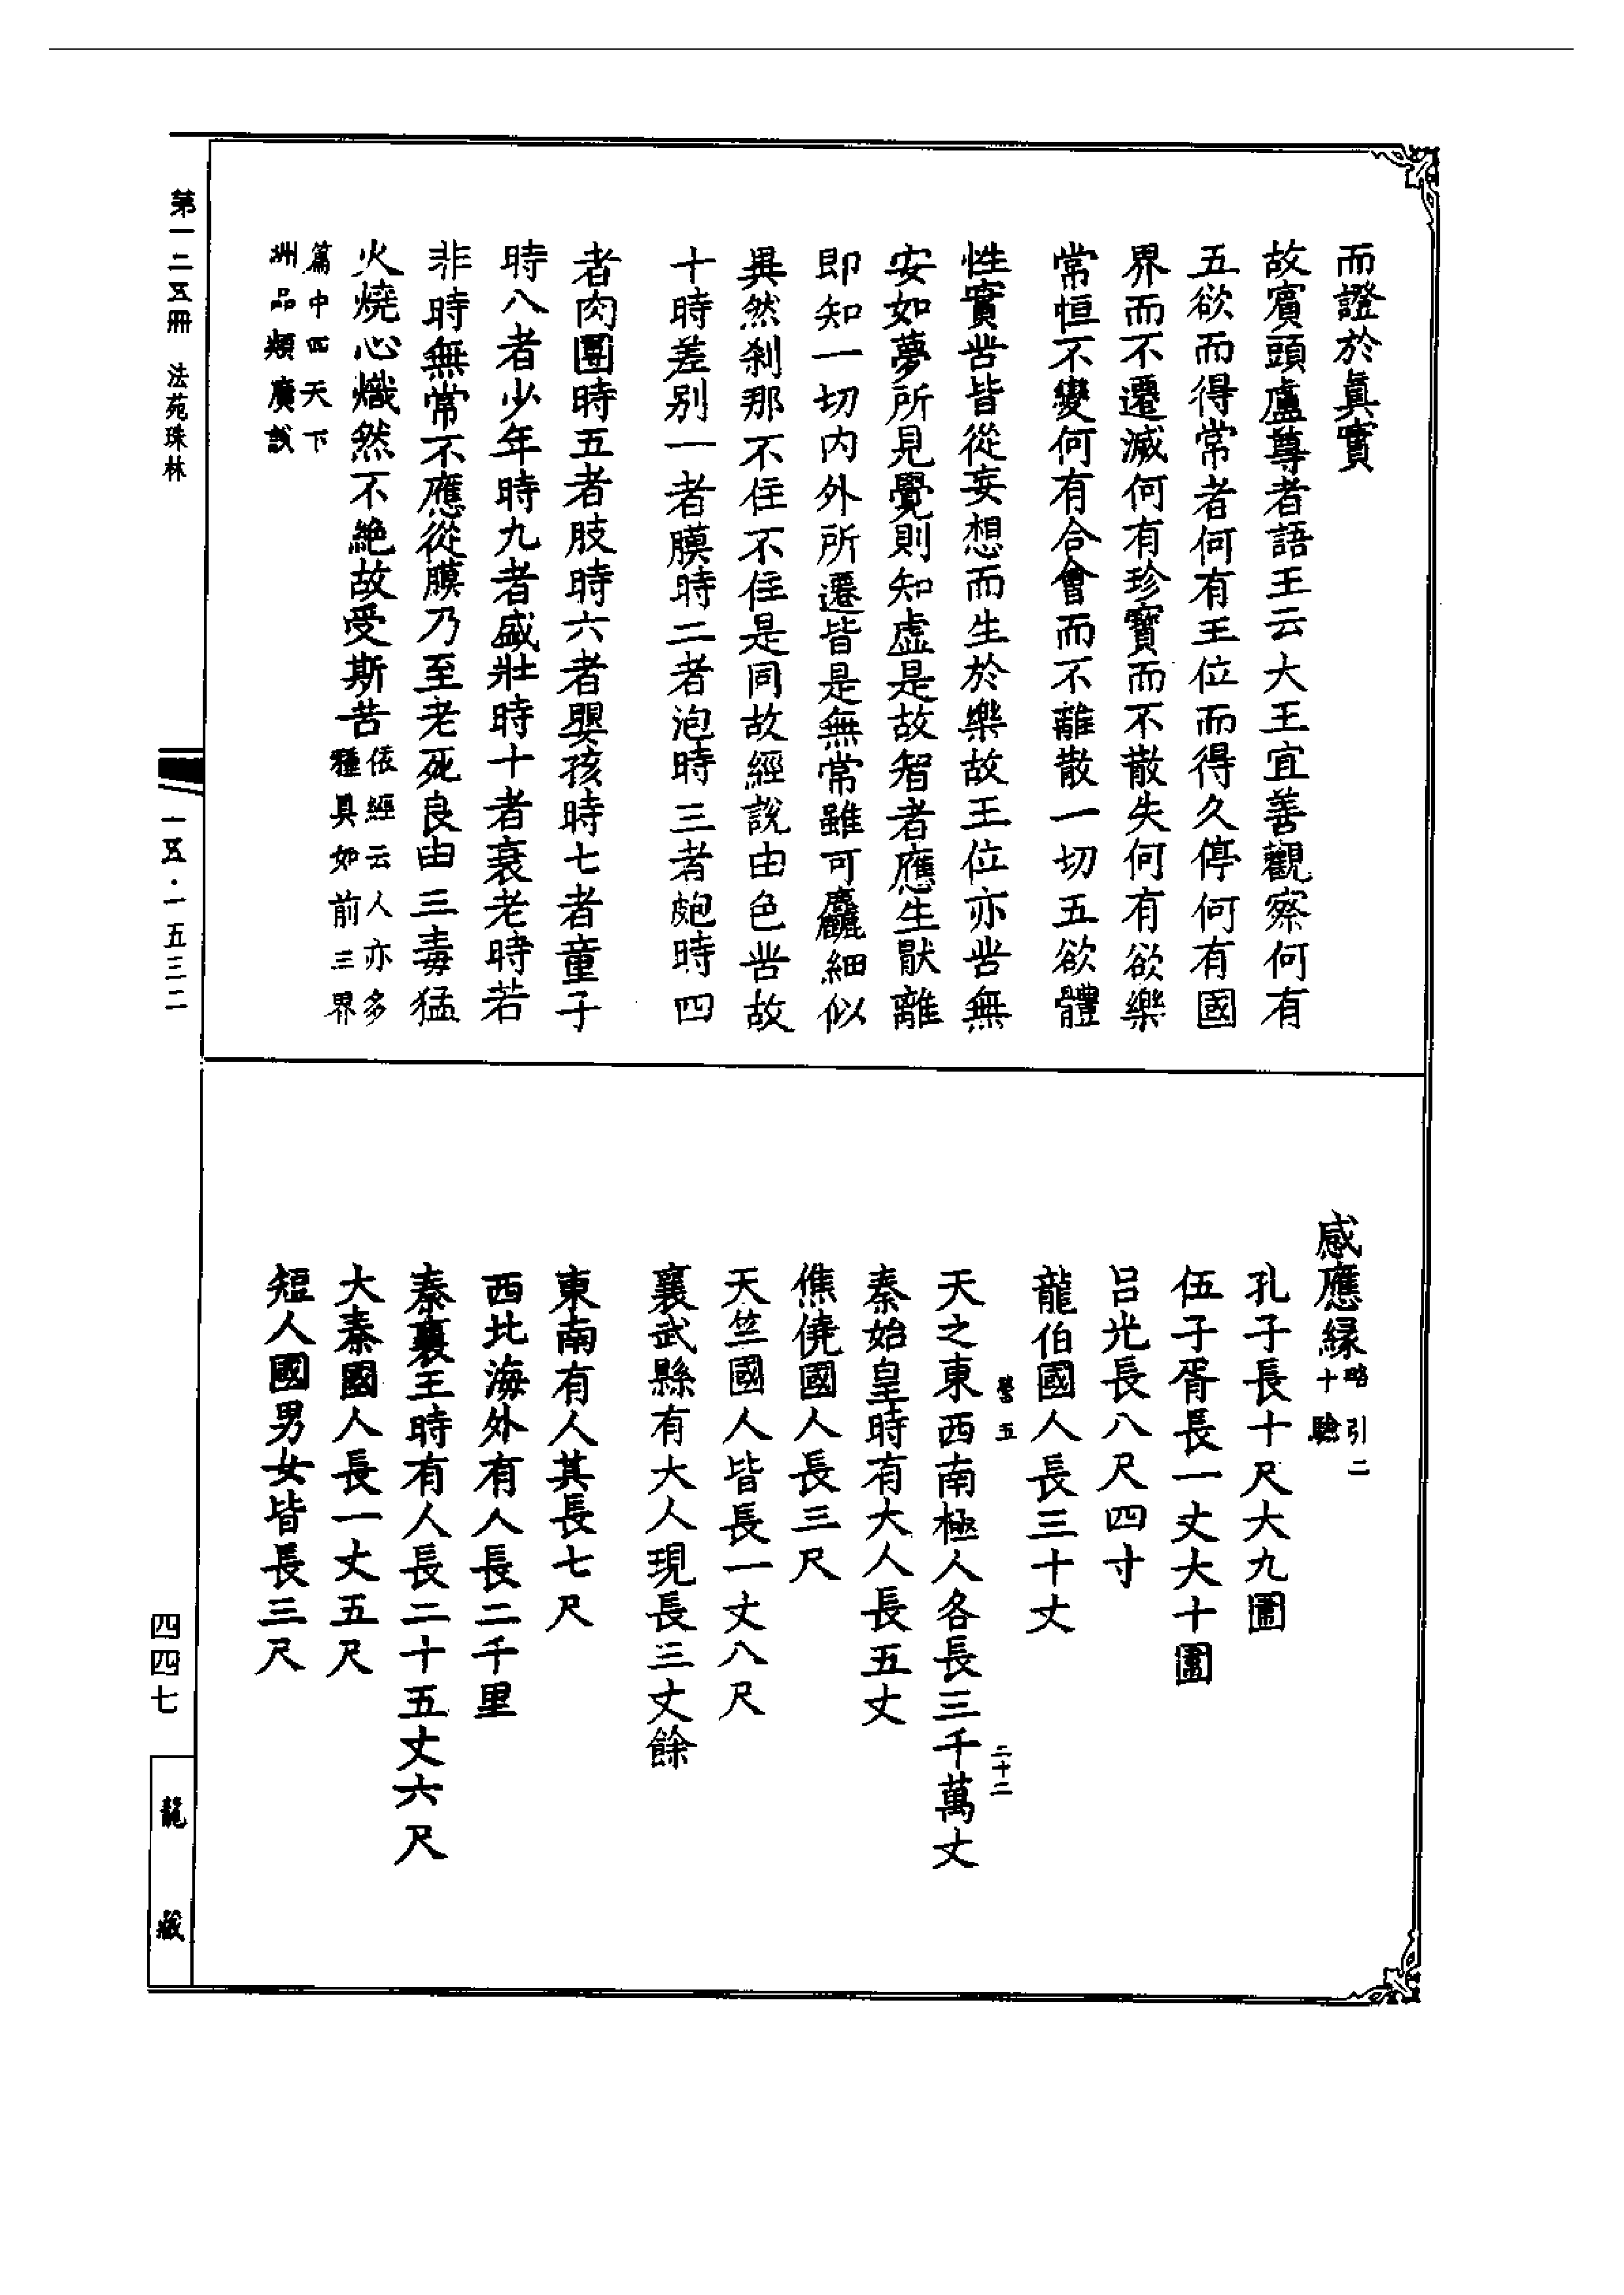 而證於眞實
故賓頭盧尊者語王云大王宜善觀察何有
五欲而得常者何有王位而得久停何有國
界而不遷滅何有珍寶而不散失何有欲樂
常恒不變何有合會而不離散一切五欲體
性實苦皆從妄想而生於樂故王位亦苦無
安如夢所見覺則知虛是故智者應生猒離
即知一切内外所遷皆是無常雖可麤細似
異然刹那不住不住是同故經說由色苦故
十時差别一者膜時二者泡時三者皰時四
者肉團時五者肢時六者嬰孩時七者童子
時八者少年時九者盛壯時十者衰老時若
非時無常不應從膜乃至老死良由三毒猛
火燒心熾然不絶故受斯苦依經云人亦多
種具如前三界
篇中四天下
洲品類廣說
感應縁略引二
十驗
孔子長十尺大九圍
伍子胥長一丈大十圍
吕光長八尺四寸
龍伯國人長三十丈
營五 二十二
天之東西南極人各長三千萬丈
秦始皇時有大人長五丈
僬僥國人長三尺
天竺國人皆長一丈八尺
襄武縣有大人現長三丈餘
東南有人其長七尺
西北海外有人長二千里
秦襄王時有人長二十五丈六尺
大秦國人長一丈五尺
短人國男女皆長三尺
第一二五冊 法苑珠林
一五·一五三二
四四七
龍藏